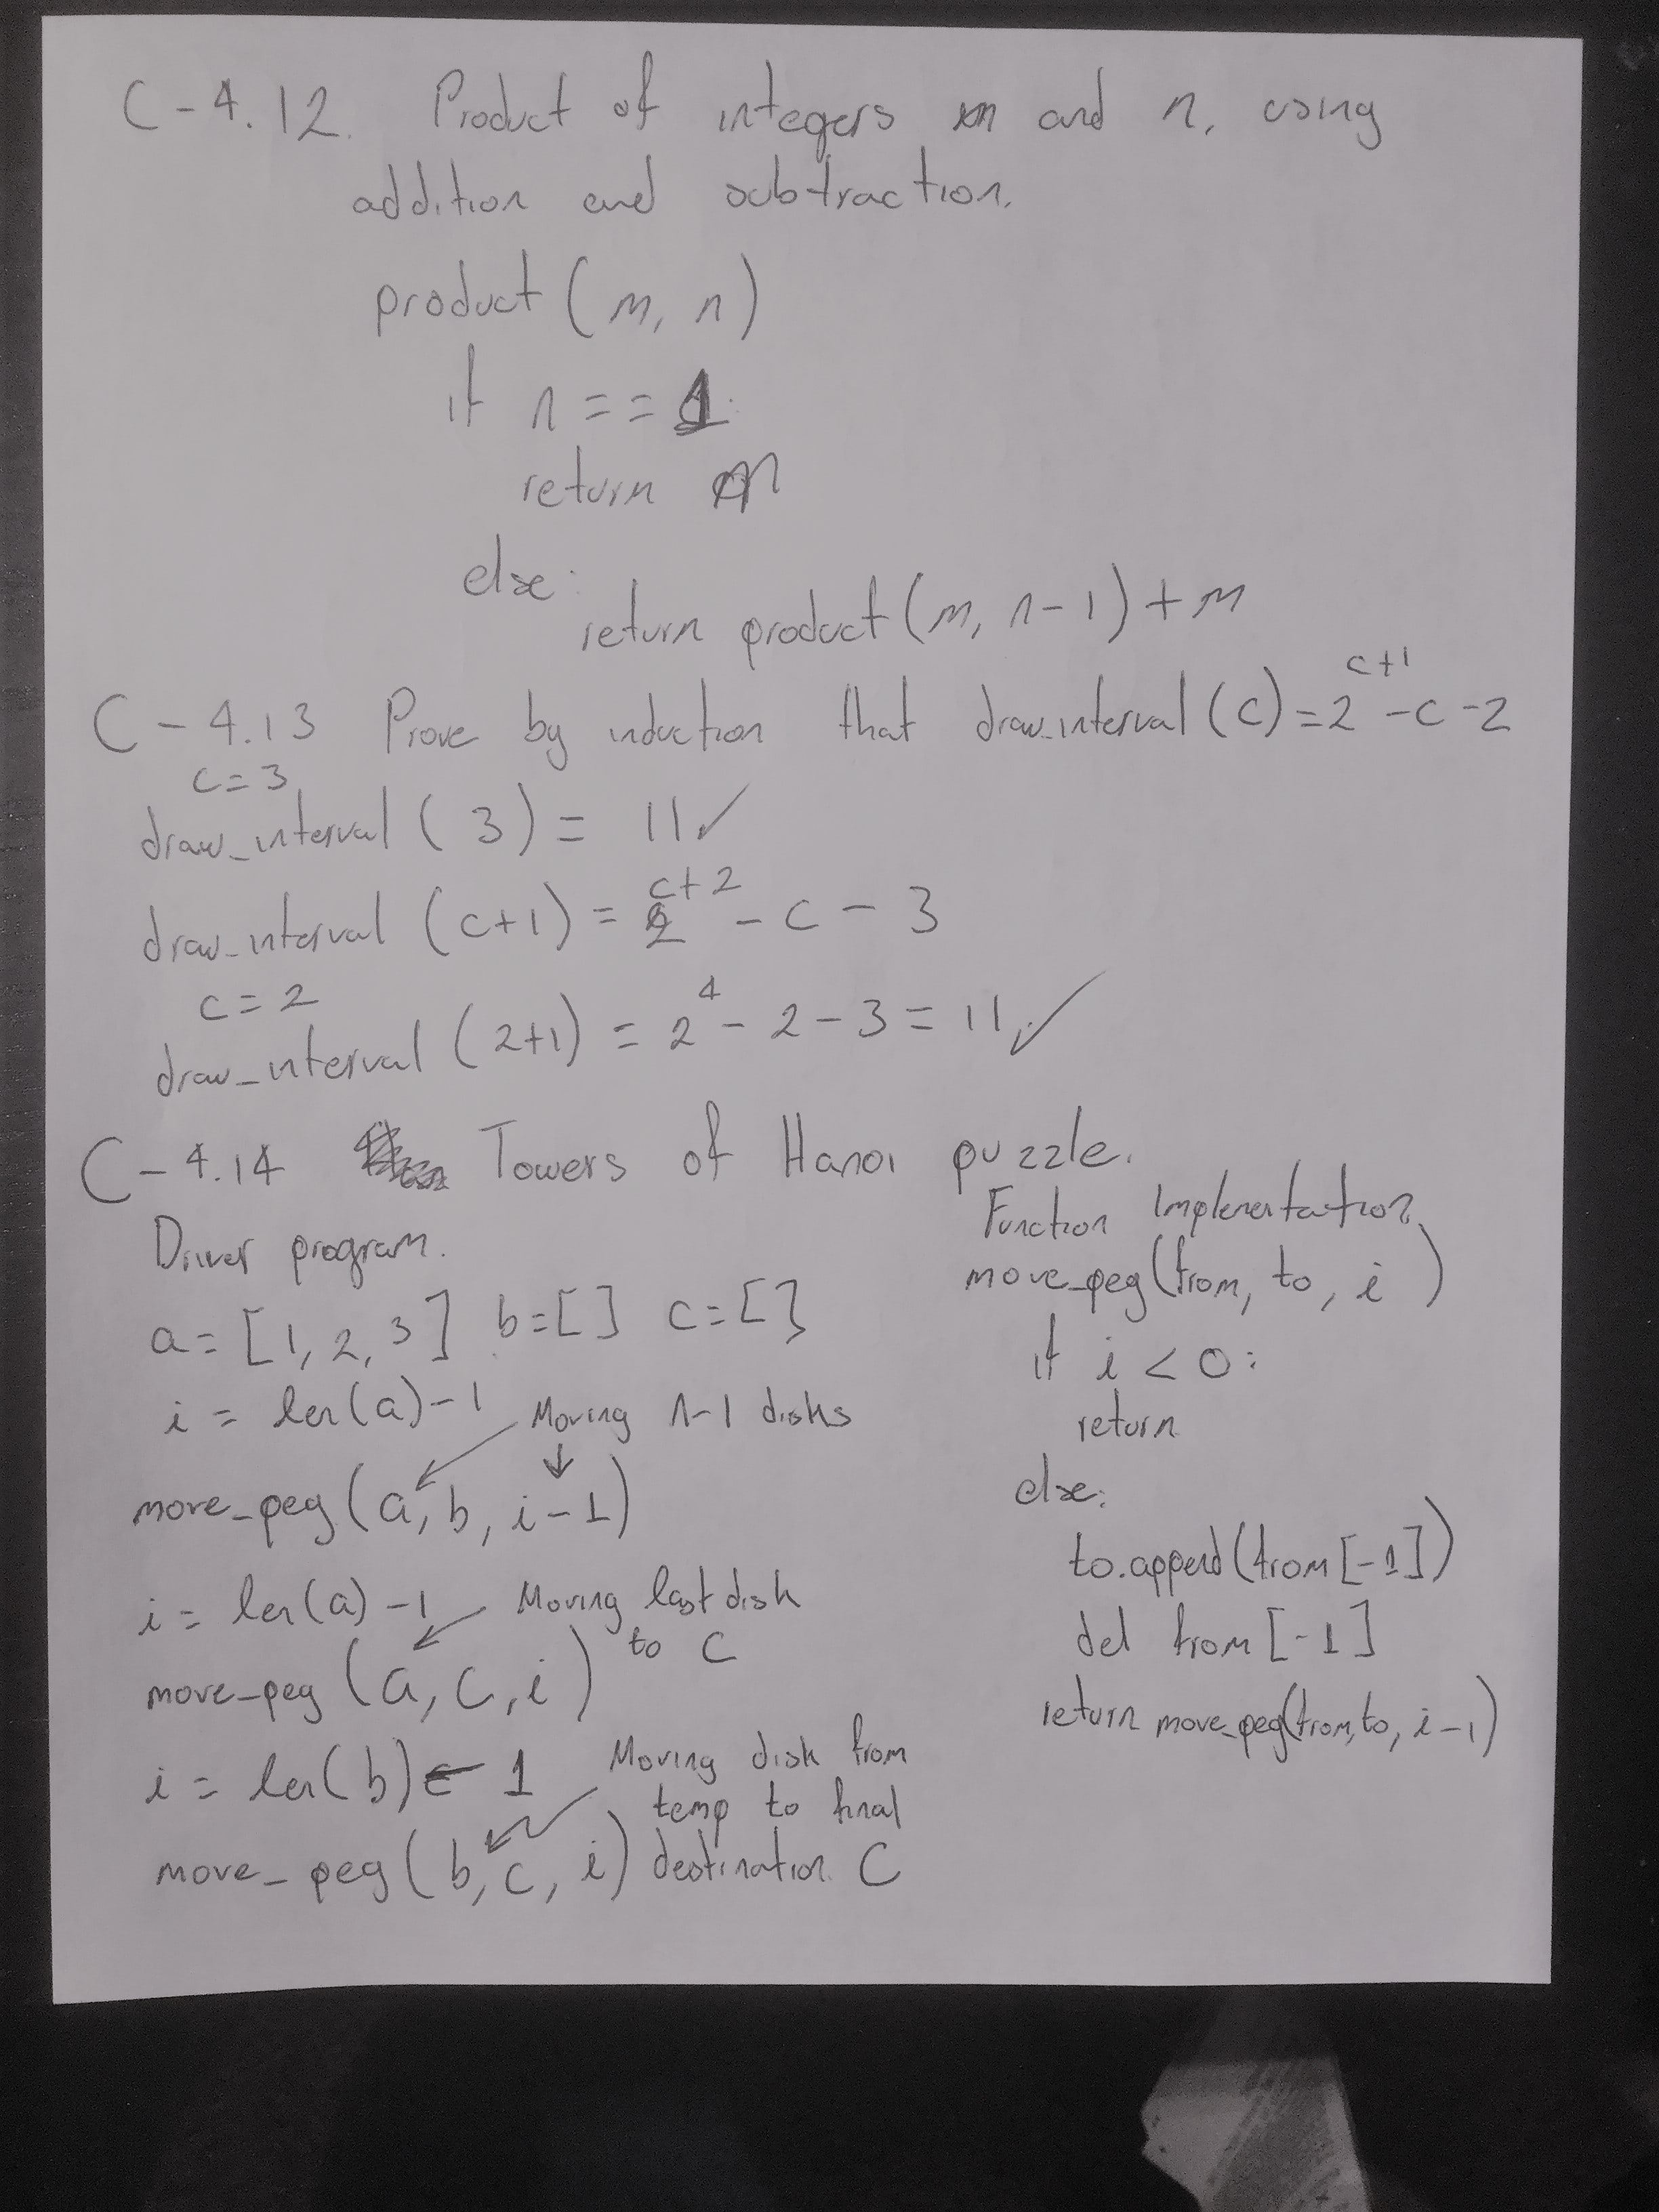 C-4.12. Product of integers m and n, using
addition and subtraction.
product (m, n)
if n == 1:
return m
else:
return product(m, n-1) + m
C-4.13 Prove by induction that draw_interval (c) = 2^(c+1) - c - 2
c = 3
draw_interval (3) = 11 ✓
draw_interval (c+1) = 2^(c+2) - c - 3
c = 2
draw_interval (2+1) = 2^4 - 2 - 3 = 11 ✓
C-4.14 Towers of Hanoi puzzle.
Driver program.
a = [1, 2, 3] b = [] c = []
i = len(a) - 1
Moving n-1 disks
move_peg (a, b, i-1)
i = len(a) - 1
Moving last disk
to C
move_peg (a, c, i)
i = len(b) - 1
Moving disk from
temp to final
destination C
move_peg (b, c, i)
Function Implementation
move_peg(from, to, i)
if i < 0:
return
else:
to.append(from[-1])
del from[-1]
return move_peg(from, to, i-1)